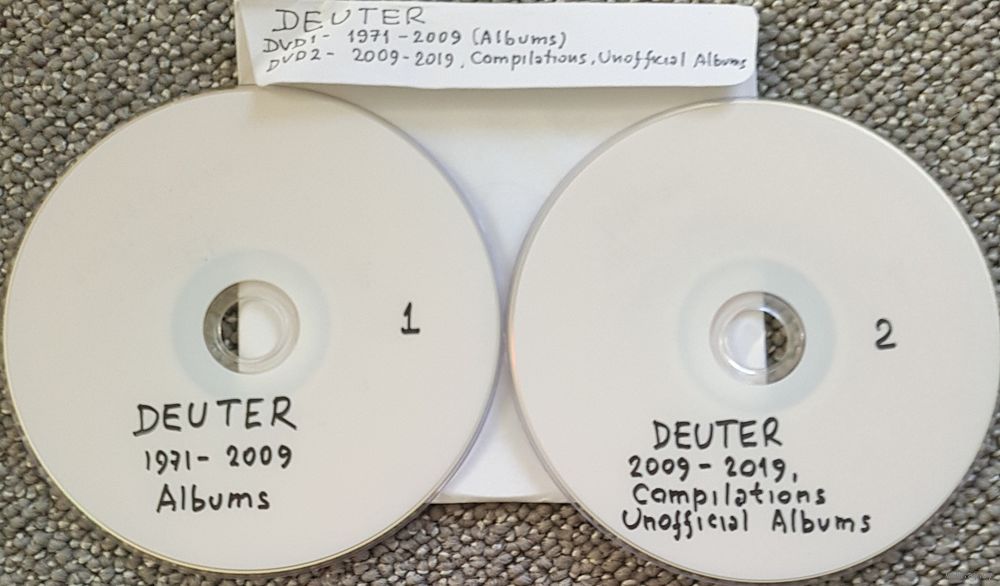 DEUTER
DVD1- 1971-2009 (Albums)
DVD2- 2009-2019, Compilations, Unofficial Albums
1
DEUTER
1971- 2009
Albums
2
DEUTER
2009-2019,
Compilations
Unofficial Albums